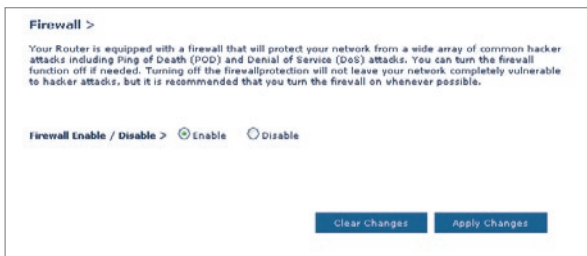 Firewall >
Your Router is equipped with a firewall that will protect your network from a wide array of common hacker
attacks including Ping of Death (POD) and Denial of Service (DoS) attacks. You can turn the firewall
function off if needed. Turning off the firewallprotection will not leave your network completely vulnerable
to hacker attacks, but it is recommended that you turn the firewall on whenever possible.
Firewall Enable / Disable > Enable Disable
Clear Changes Apply Changes